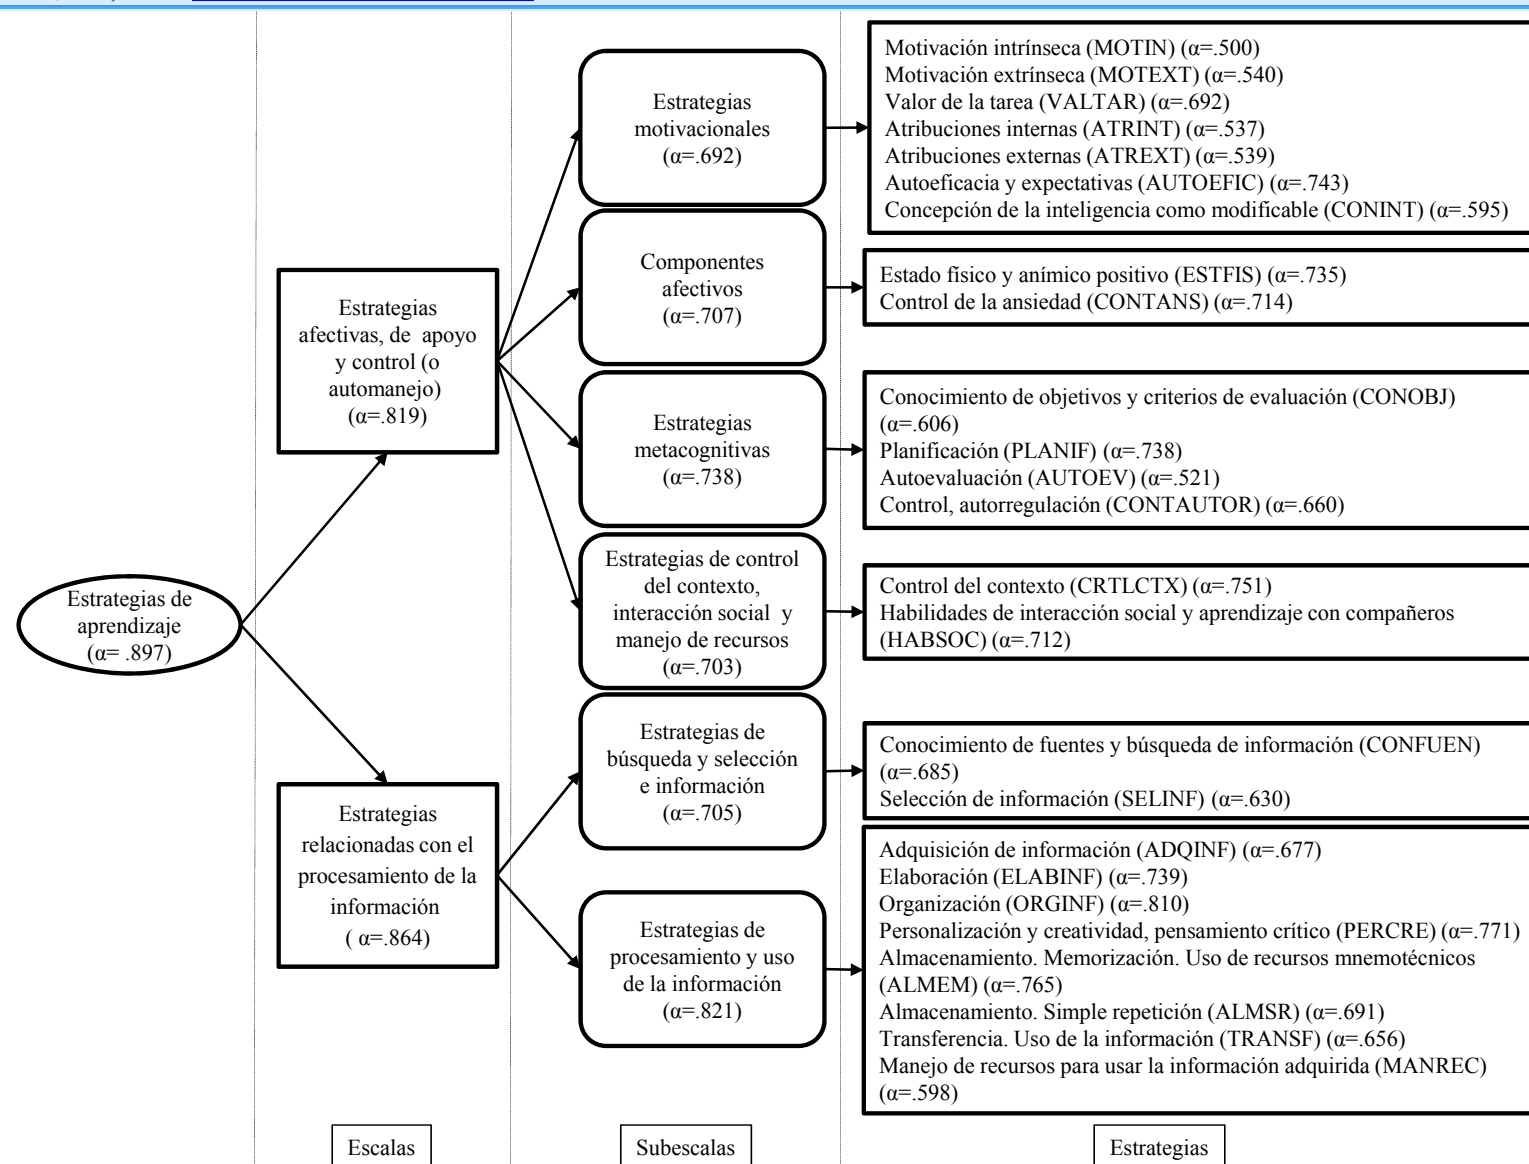 Estrategias de
aprendizaje
(α= .897)
Estrategias
afectivas, de apoyo
y control (o
automanejo)
(α=.819)
Estrategias
relacionadas con el
procesamiento de la
información
( α=.864)
Estrategias
motivacionales
(α=.692)
Componentes
afectivos
(α=.707)
Estrategias
metacognitivas
(α=.738)
Estrategias de control
del contexto,
interacción social y
manejo de recursos
(α=.703)
Estrategias de
búsqueda y selección
e información
(α=.705)
Estrategias de
procesamiento y uso
de la información
(α=.821)
Motivación intrínseca (MOTIN) (α=.500)
Motivación extrínseca (MOTEXT) (α=.540)
Valor de la tarea (VALTAR) (α=.692)
Atribuciones internas (ATRINT) (α=.537)
Atribuciones externas (ATREXT) (α=.539)
Autoeficacia y expectativas (AUTOEFIC) (α=.743)
Concepción de la inteligencia como modificable (CONINT) (α=.595)
Estado físico y anímico positivo (ESTFIS) (α=.735)
Control de la ansiedad (CONTANS) (α=.714)
Conocimiento de objetivos y criterios de evaluación (CONOBJ)
(α=.606)
Planificación (PLANIF) (α=.738)
Autoevaluación (AUTOEV) (α=.521)
Control, autorregulación (CONTAUTOR) (α=.660)
Control del contexto (CRTLCTX) (α=.751)
Habilidades de interacción social y aprendizaje con compañeros
(HABSOC) (α=.712)
Conocimiento de fuentes y búsqueda de información (CONFUEN)
(α=.685)
Selección de información (SELINF) (α=.630)
Adquisición de información (ADQINF) (α=.677)
Elaboración (ELABINF) (α=.739)
Organización (ORGINF) (α=.810)
Personalización y creatividad, pensamiento crítico (PERCRE) (α=.771)
Almacenamiento. Memorización. Uso de recursos mnemotécnicos
(ALMEM) (α=.765)
Almacenamiento. Simple repetición (ALMSR) (α=.691)
Transferencia. Uso de la información (TRANSF) (α=.656)
Manejo de recursos para usar la información adquirida (MANREC)
(α=.598)
Escalas
Subescalas
Estrategias